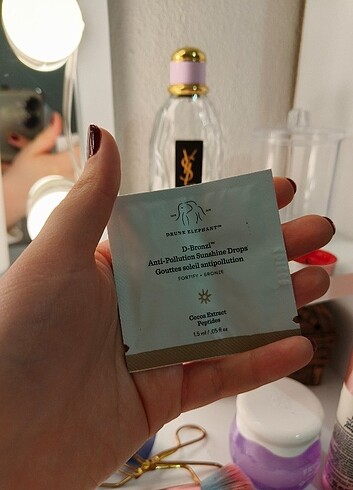 YSL
DRUNK ELEPHANT™
D-Bronzi™
Anti-Pollution Sunshine Drops
Gouttes soleil antipollution
FORTIFY + BRONZE
Cocoa Extract
Peptides
1.5 ml / .05 fl oz